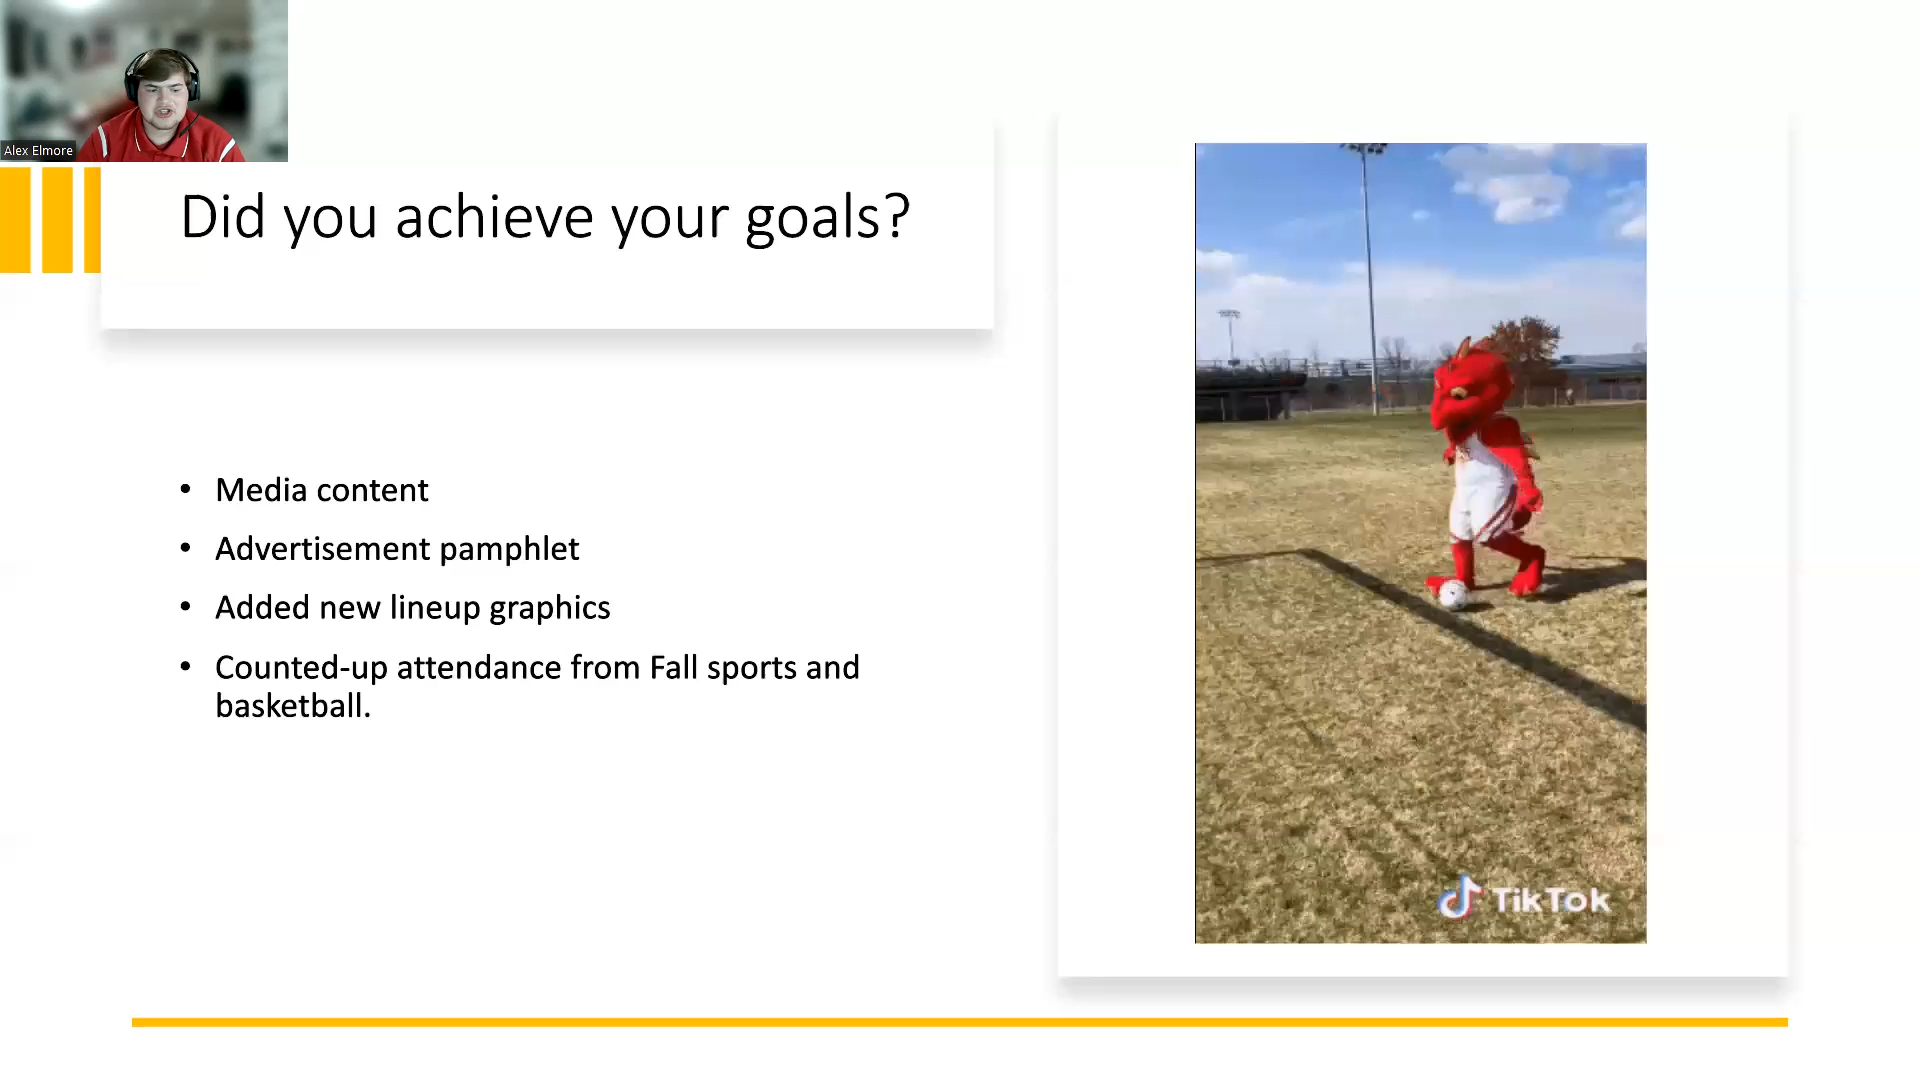 Alex Elmore
Did you achieve your goals?
• Media content
• Advertisement pamphlet
• Added new lineup graphics
• Counted-up attendance from Fall sports and
basketball.
TikTok